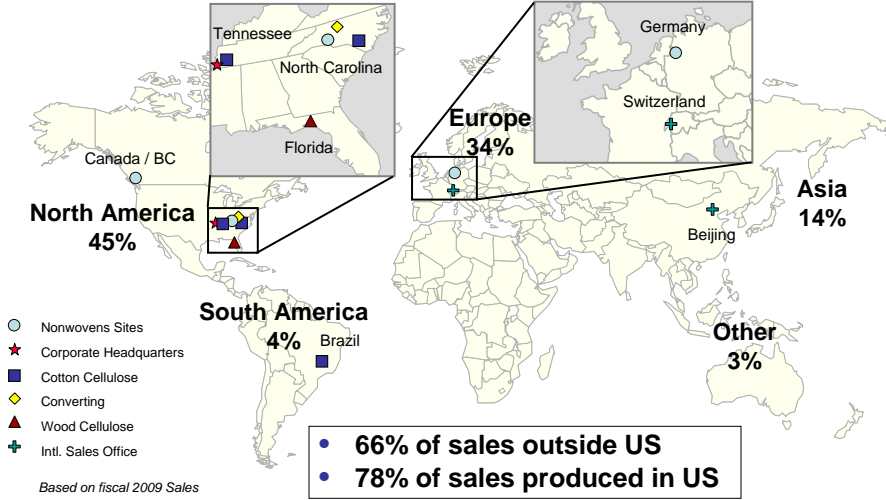 Tennessee
North Carolina
Florida
Germany
Switzerland
Canada / BC
North America
45%
Europe
34%
Asia
14%
Beijing
South America
4%
Brazil
Other
3%
Nonwovens Sites
Corporate Headquarters
Cotton Cellulose
Converting
Wood Cellulose
Intl. Sales Office
Based on fiscal 2009 Sales
• 66% of sales outside US
• 78% of sales produced in US